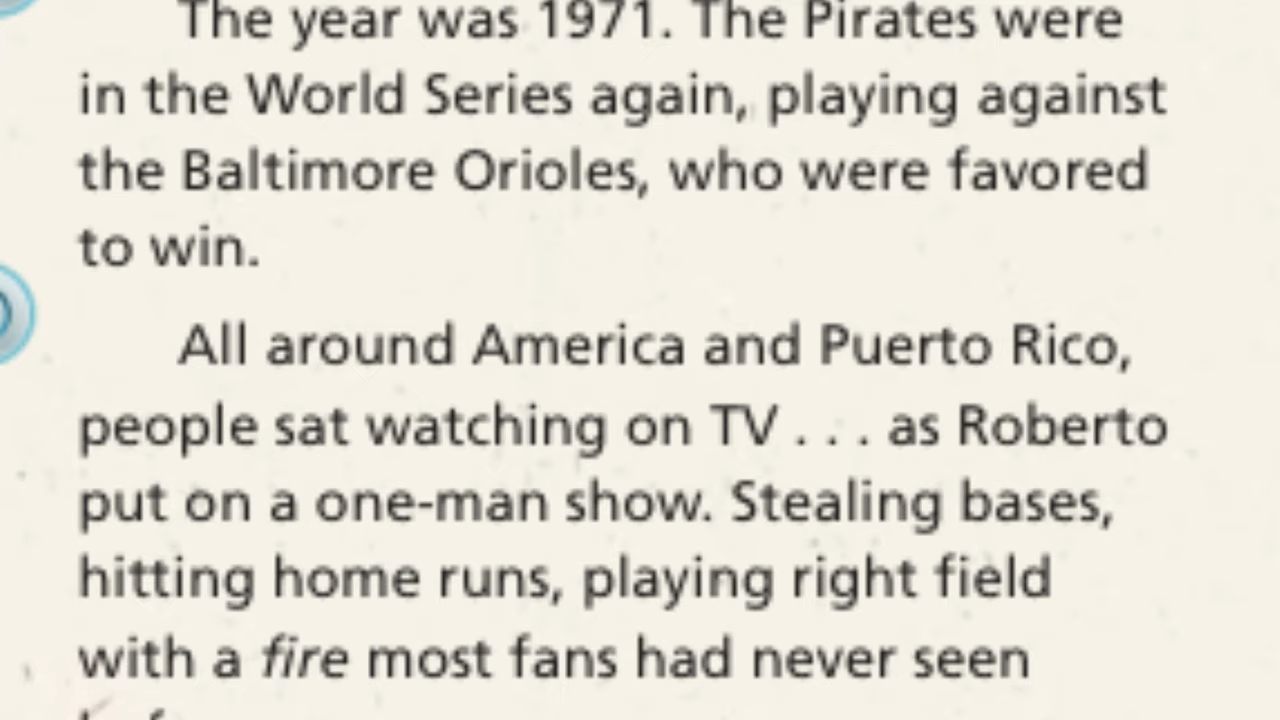 The year was 1971. The Pirates were
in the World Series again, playing against
the Baltimore Orioles, who were favored
to win.
All around America and Puerto Rico,
people sat watching on TV . . . as Roberto
put on a one-man show. Stealing bases,
hitting home runs, playing right field
with a fire most fans had never seen